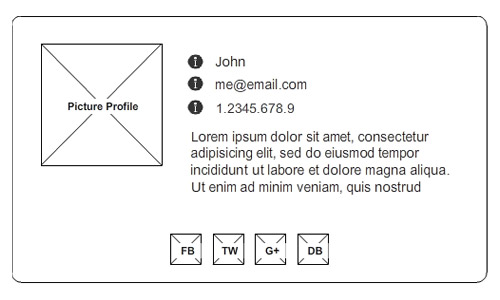 Picture Profile
John
me@email.com
1.2345.678.9
Lorem ipsum dolor sit amet, consectetur
adipisicing elit, sed do eiusmod tempor
incididunt ut labore et dolore magna aliqua.
Ut enim ad minim veniam, quis nostrud
FB TW G+ DB